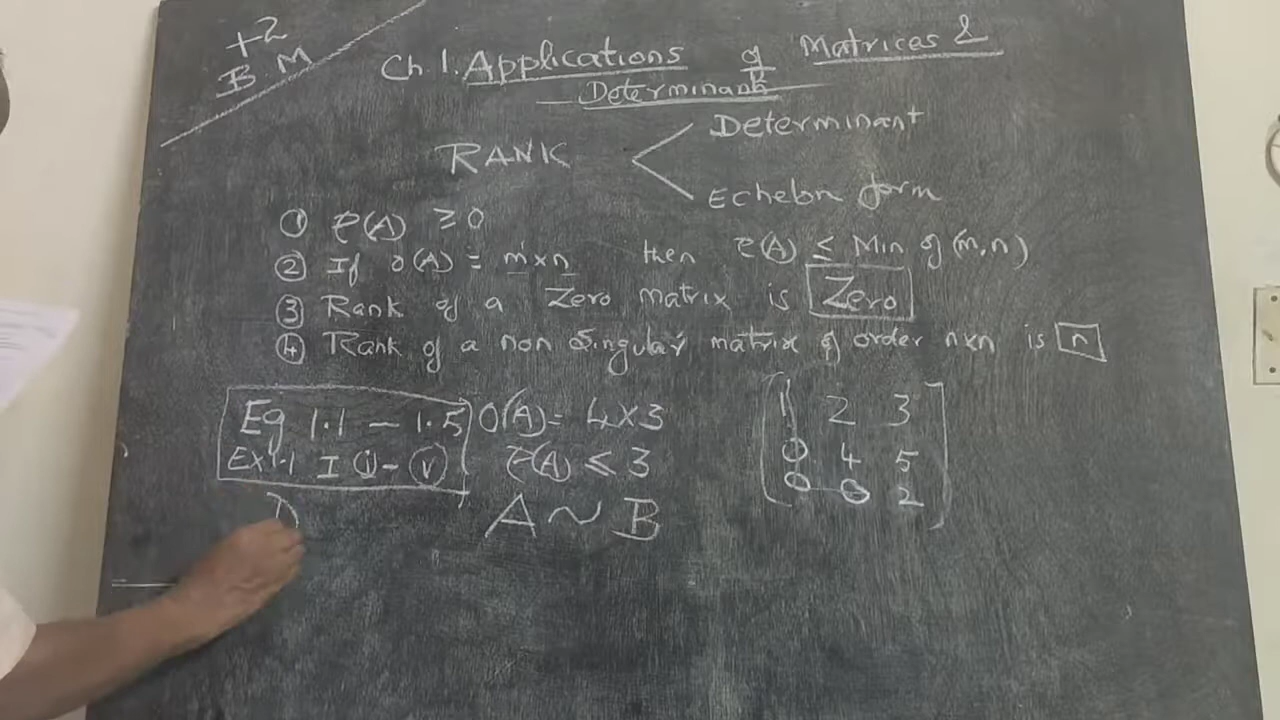 +2
B.M
Ch 1. Applications of Matrices &
Determinants
RANK < Determinant
Echelon form
① ρ(A) ≥ 0
② If O(A) = m×n then ρ(A) ≤ Min of (m,n)
③ Rank of a Zero matrix is Zero
④ Rank of a non Singular matrix of order n×n is n
Eg 1.1 – 1.5 O(A) = 4×3
Ex 1.1 I (i) – (v) ρ(A) ≤ 3
1 2 3
0 4 5
0 0 2
D A ~ B